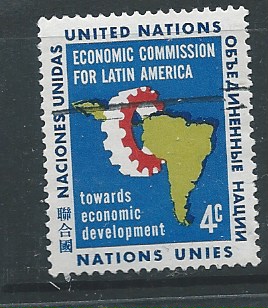 UNITED NATIONS
NACIONES UNIDAS
ОБЪЕДИНЕННЫЕ НАЦИИ
ECONOMIC COMMISSION
FOR LATIN AMERICA
towards
economic
development
4c
聯合國
NATIONS UNIES